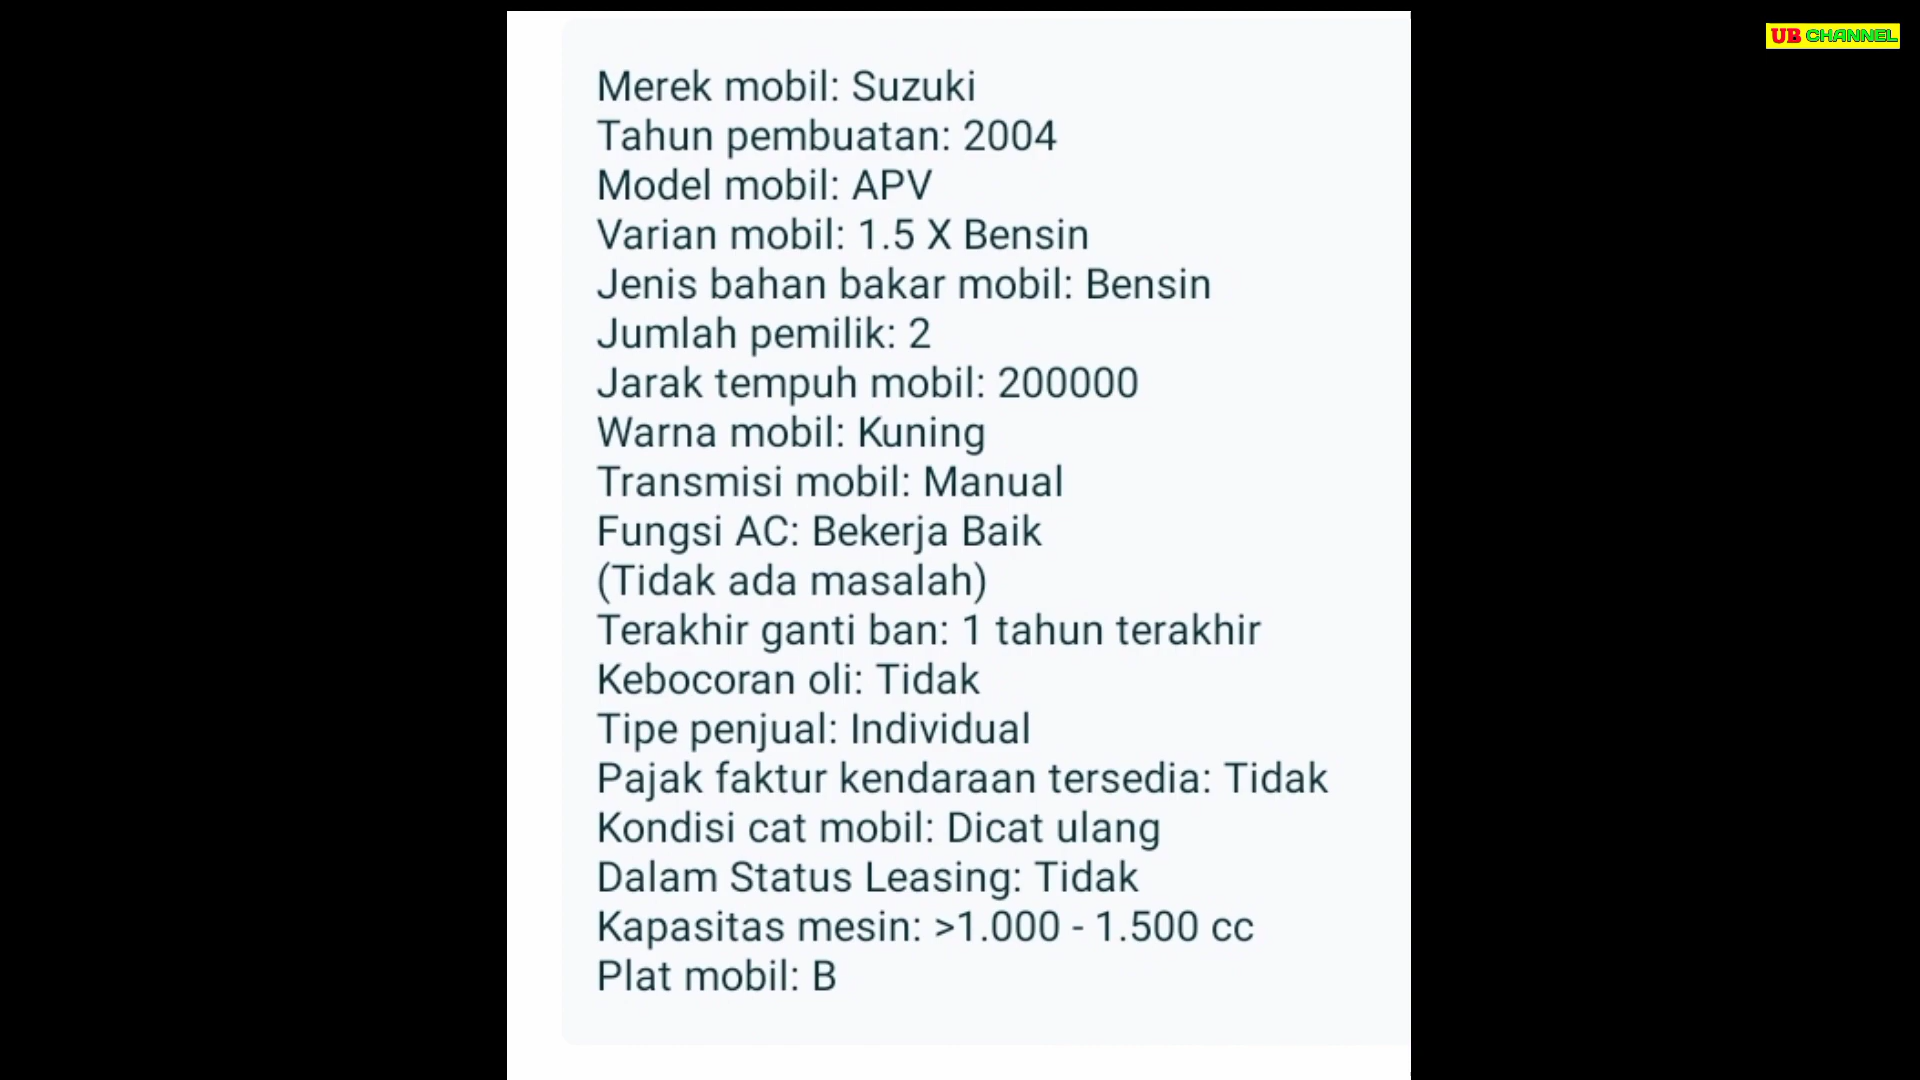 UB CHANNEL
Merek mobil: Suzuki
Tahun pembuatan: 2004
Model mobil: APV
Varian mobil: 1.5 X Bensin
Jenis bahan bakar mobil: Bensin
Jumlah pemilik: 2
Jarak tempuh mobil: 200000
Warna mobil: Kuning
Transmisi mobil: Manual
Fungsi AC: Bekerja Baik
(Tidak ada masalah)
Terakhir ganti ban: 1 tahun terakhir
Kebocoran oli: Tidak
Tipe penjual: Individual
Pajak faktur kendaraan tersedia: Tidak
Kondisi cat mobil: Dicat ulang
Dalam Status Leasing: Tidak
Kapasitas mesin: >1.000 - 1.500 cc
Plat mobil: B